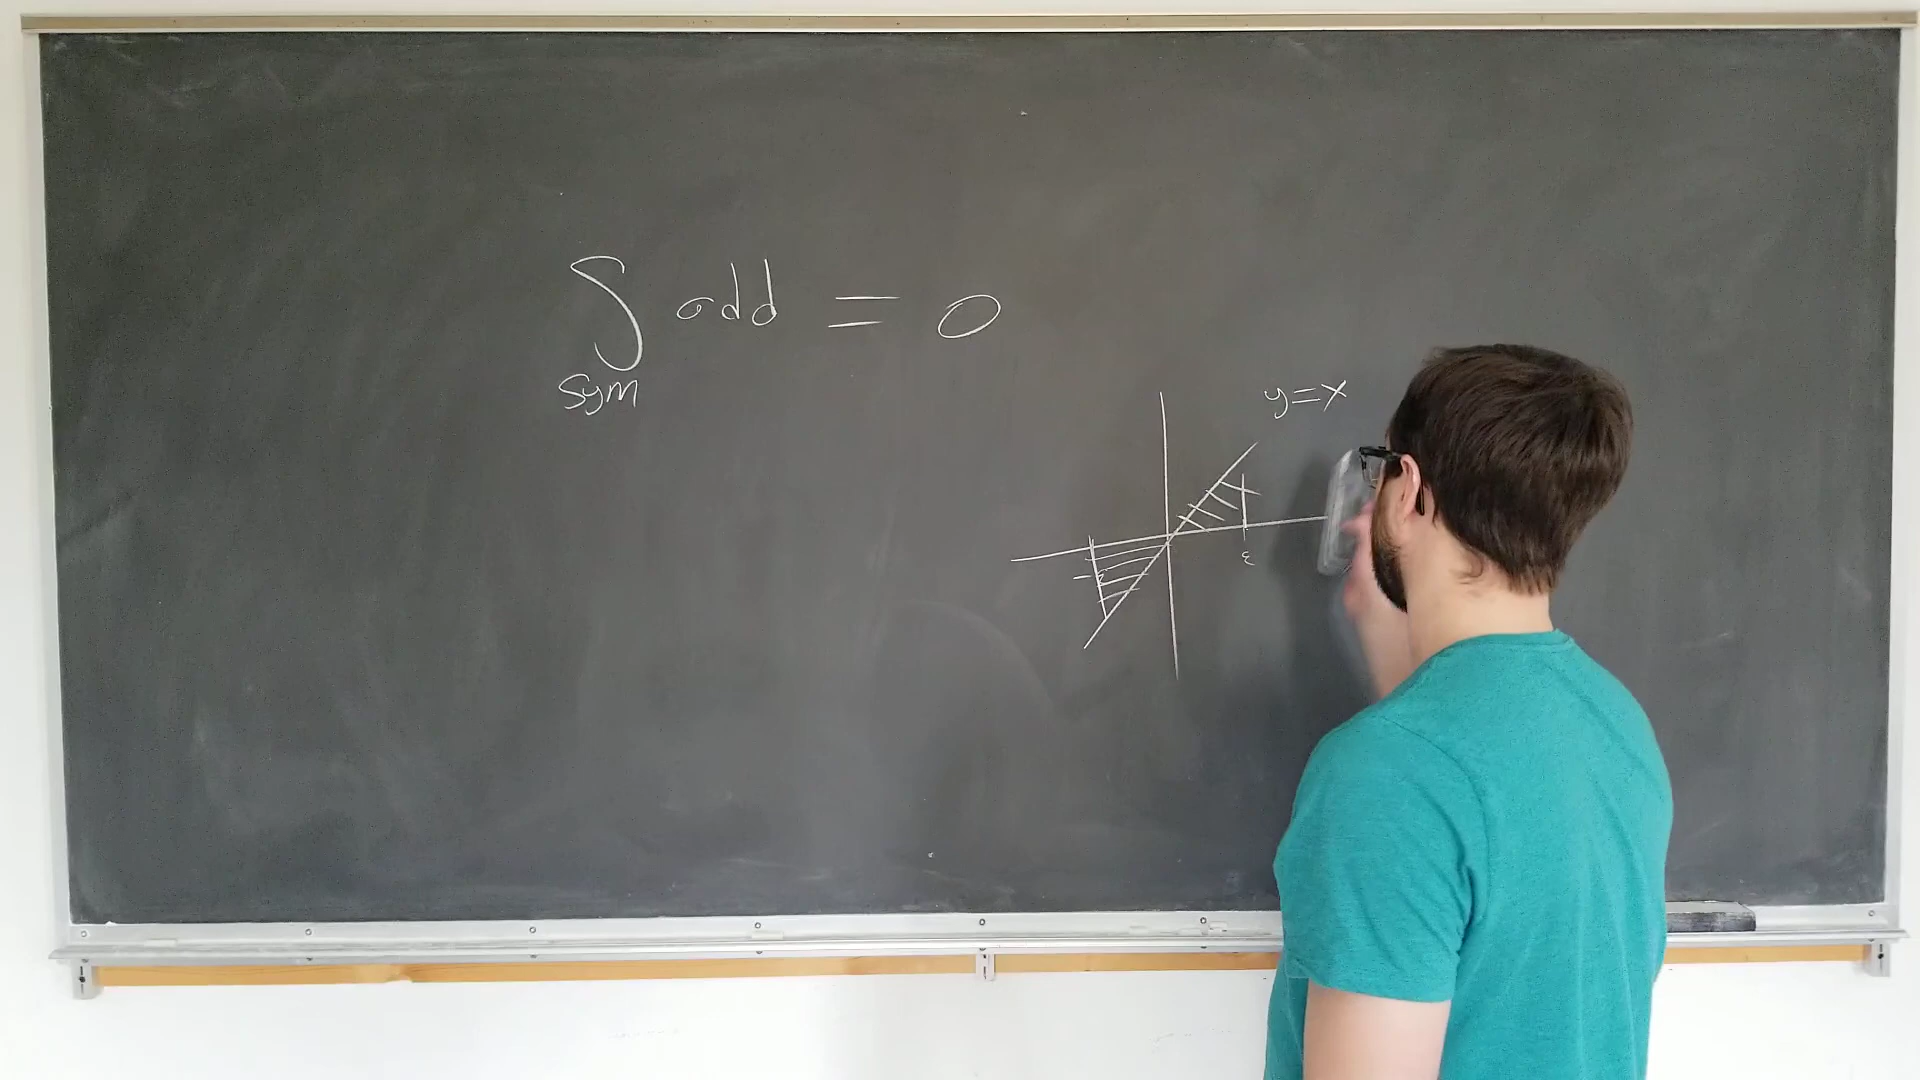 ∫ odd = 0
sym
y=x
ε